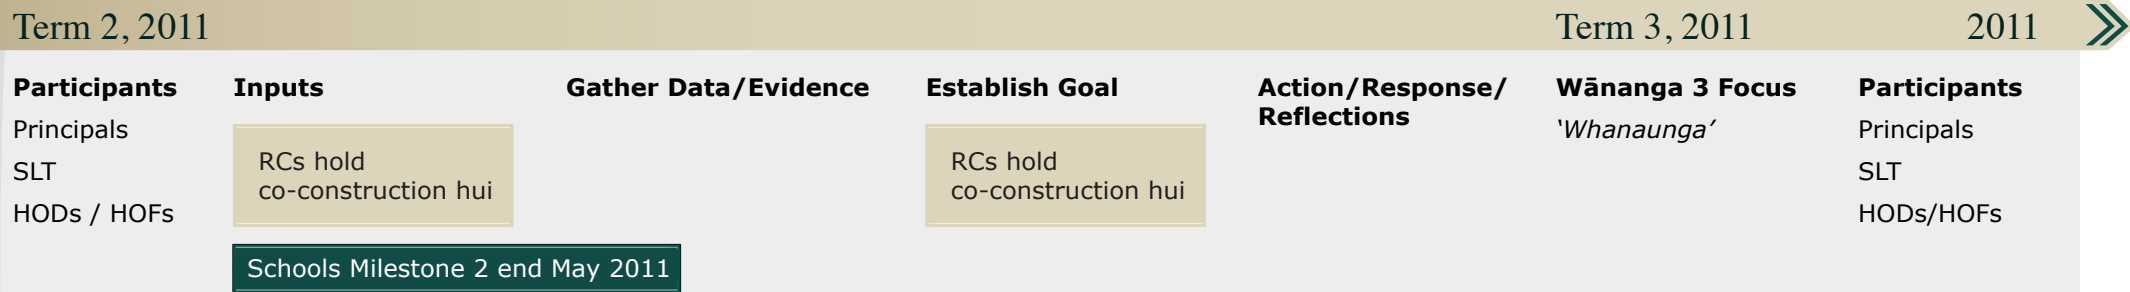 Term 2, 2011
Term 3, 2011
2011
Participants
Principals
SLT
HODs / HOFs
Inputs
RCs hold
co-construction hui
Schools Milestone 2 end May 2011
Gather Data/Evidence
Establish Goal
RCs hold
co-construction hui
Action/Response/
Reflections
Wānanga 3 Focus
‘Whanaunga’
Participants
Principals
SLT
HODs/HOFs